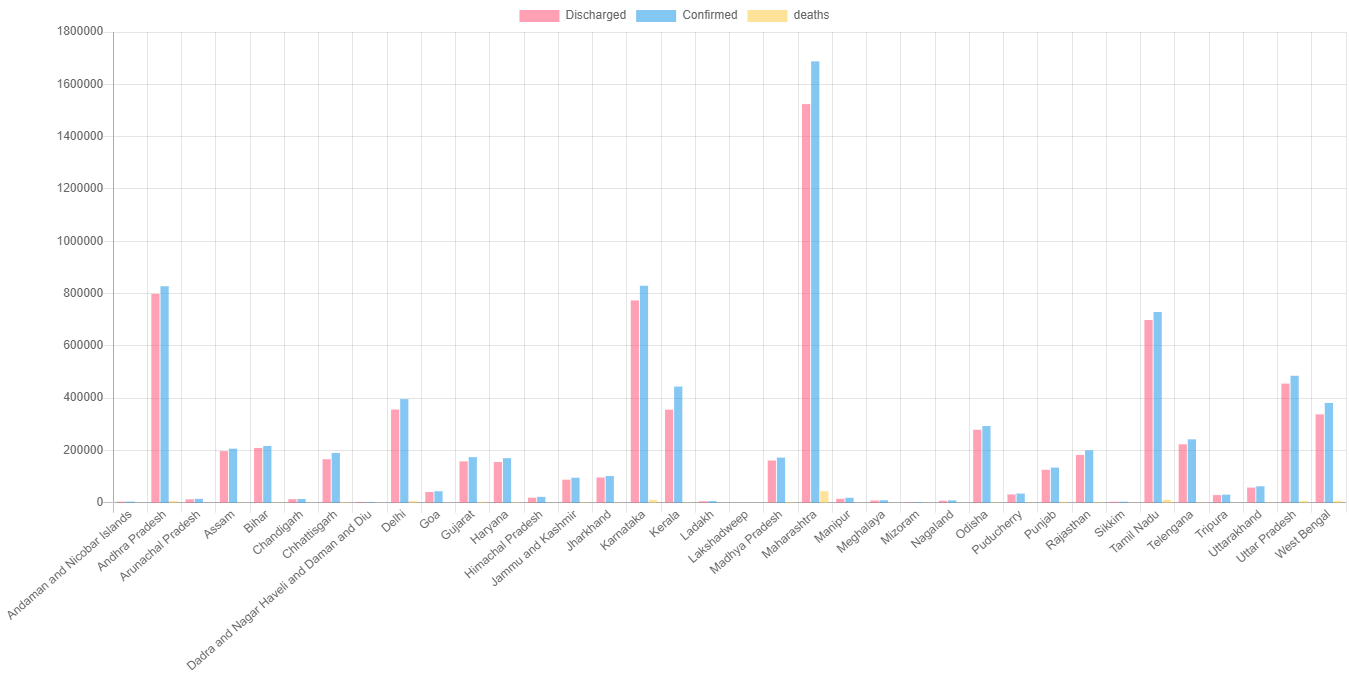 Discharged Confirmed deaths
1800000
1600000
1400000
1200000
1000000
800000
600000
400000
200000
0
Andaman and Nicobar Islands
Andhra Pradesh
Arunachal Pradesh
Assam
Bihar
Chandigarh
Chhattisgarh
Dadra and Nagar Haveli and Daman and Diu
Delhi
Goa
Gujarat
Haryana
Himachal Pradesh
Jammu and Kashmir
Jharkhand
Karnataka
Kerala
Ladakh
Lakshadweep
Madhya Pradesh
Maharashtra
Manipur
Meghalaya
Mizoram
Nagaland
Odisha
Puducherry
Punjab
Rajasthan
Sikkim
Tamil Nadu
Telengana
Tripura
Uttarakhand
Uttar Pradesh
West Bengal